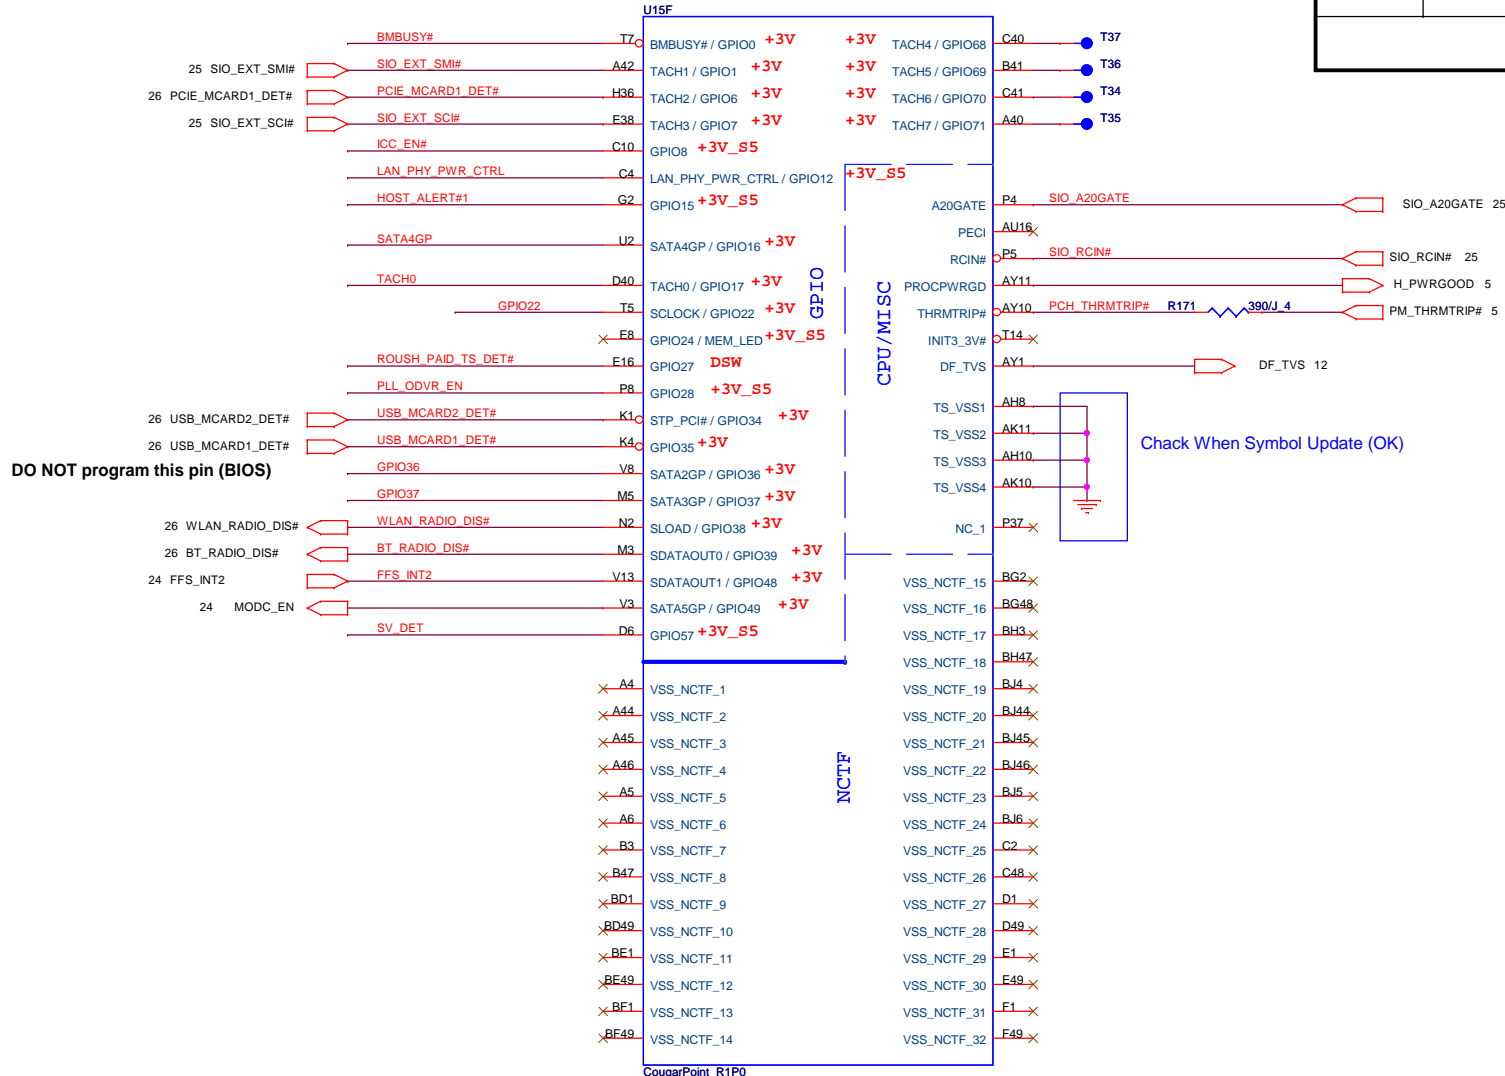 U15F
BMBUSY# T7 BMBUSY# / GPIO0 +3V +3V TACH4 / GPIO68 C40 T37
25 SIO_EXT_SMI# SIO_EXT_SMI# A42 TACH1 / GPIO1 +3V +3V TACH5 / GPIO69 B41 T36
26 PCIE_MCARD1_DET# PCIE_MCARD1_DET# H36 TACH2 / GPIO6 +3V +3V TACH6 / GPIO70 C41 T34
25 SIO_EXT_SCI# SIO_EXT_SCI# E38 TACH3 / GPIO7 +3V +3V TACH7 / GPIO71 A40 T35
ICC_EN# C10 GPIO8 +3V_S5
LAN_PHY_PWR_CTRL C4 LAN_PHY_PWR_CTRL / GPIO12 +3V_S5
HOST_ALERT#1 G2 GPIO15 +3V_S5 A20GATE P4 SIO_A20GATE SIO_A20GATE 25
PECI AU16
SATA4GP U2 SATA4GP / GPIO16 +3V RCIN# P5 SIO_RCIN# SIO_RCIN# 25
TACH0 D40 TACH0 / GPIO17 +3V PROCPWRGD AY11 H_PWRGOOD 5
GPIO22 T5 SCLOCK / GPIO22 +3V THRMTRIP# AY10 PCH_THRMTRIP# R171 390/J_4 PM_THRMTRIP# 5
E8 GPIO24 / MEM_LED +3V_S5 INIT3_3V# T14
ROUSH_PAID_TS_DET# E16 GPIO27 DSW DF_TVS AY1 DF_TVS 12
GPIO
CPU/MISC
PLL_ODVR_EN P8 GPIO28 +3V_S5
26 USB_MCARD2_DET# USB_MCARD2_DET# K1 STP_PCI# / GPIO34 +3V TS_VSS1 AH8
26 USB_MCARD1_DET# USB_MCARD1_DET# K4 GPIO35 +3V TS_VSS2 AK11
Chack When Symbol Update (OK)
DO NOT program this pin (BIOS)
GPIO36 V8 SATA2GP / GPIO36 +3V TS_VSS3 AH10
GPIO37 M5 SATA3GP / GPIO37 +3V TS_VSS4 AK10
26 WLAN_RADIO_DIS# WLAN_RADIO_DIS# N2 SLOAD / GPIO38 +3V NC_1 P37
26 BT_RADIO_DIS# BT_RADIO_DIS# M3 SDATAOUT0 / GPIO39 +3V
24 FFS_INT2 FFS_INT2 V13 SDATAOUT1 / GPIO48 +3V VSS_NCTF_15 BG2
24 MODC_EN V3 SATA5GP / GPIO49 +3V VSS_NCTF_16 BG48
SV_DET D6 GPIO57 +3V_S5 VSS_NCTF_17 BH3
VSS_NCTF_18 BH47
A4 VSS_NCTF_1 VSS_NCTF_19 BJ4
A44 VSS_NCTF_2 VSS_NCTF_20 BJ44
A45 VSS_NCTF_3 VSS_NCTF_21 BJ45
A46 VSS_NCTF_4 VSS_NCTF_22 BJ46
NCTF
A5 VSS_NCTF_5 VSS_NCTF_23 BJ5
A6 VSS_NCTF_6 VSS_NCTF_24 BJ6
B3 VSS_NCTF_7 VSS_NCTF_25 C2
B47 VSS_NCTF_8 VSS_NCTF_26 C48
BD1 VSS_NCTF_9 VSS_NCTF_27 D1
BD49 VSS_NCTF_10 VSS_NCTF_28 D49
BE1 VSS_NCTF_11 VSS_NCTF_29 E1
BE49 VSS_NCTF_12 VSS_NCTF_30 E49
BF1 VSS_NCTF_13 VSS_NCTF_31 F1
BF49 VSS_NCTF_14 VSS_NCTF_32 F49
CougarPoint_R1P0